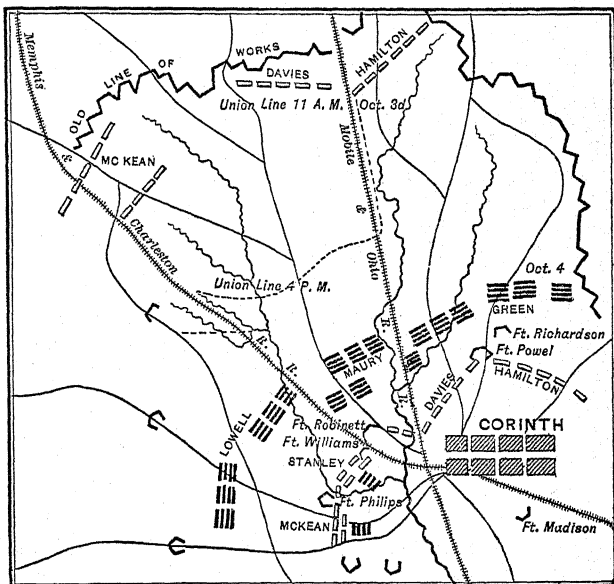 Memphis
&
Charleston
R. R.
OLD LINE OF WORKS
DAVIES
HAMILTON
Union Line 11 A.M. Oct. 3d
MC KEAN
Mobile
&
Ohio
R. R.
Union Line 4 P.M.
Oct. 4
GREEN
Ft. Richardson
Ft. Powel
HAMILTON
MAURY
DAVIES
LOWELL
Ft. Robinett
Ft. Williams
CORINTH
STANLEY
Ft. Philips
MCKEAN
Ft. Madison